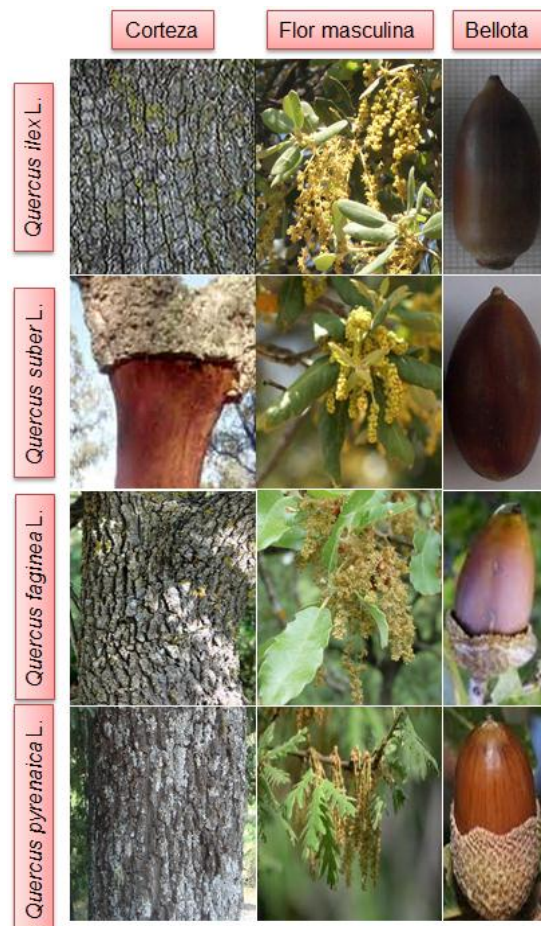 Corteza
Flor masculina
Bellota
Quercus ilex L.
Quercus suber L.
Quercus faginea L.
Quercus pyrenaica L.